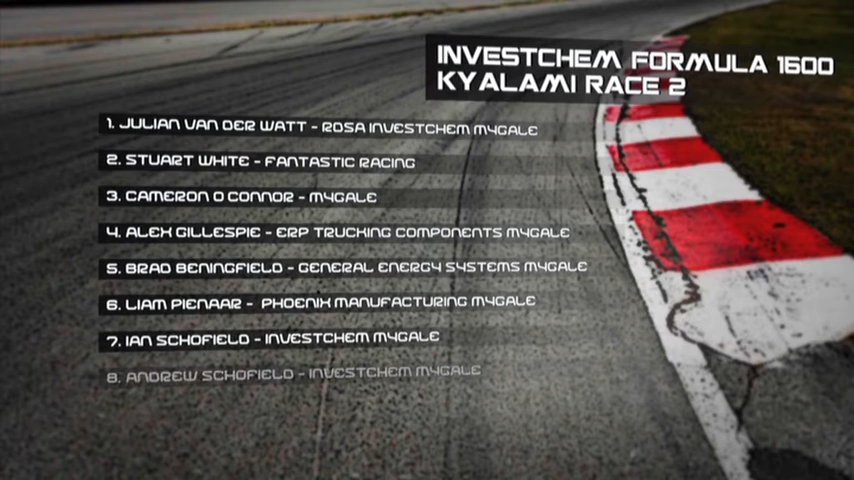 INVESTCHEM FORMULA 1600
KYALAMI RACE 2
1. JULIAN VAN DER WATT - ROSA INVESTCHEM MYGALE
2. STUART WHITE - FANTASTIC RACING
3. CAMERON O CONNOR - MYGALE
4. ALEX GILLESPIE - ERP TRUCKING COMPONENTS MYGALE
5. BRAD BENINGFIELD - GENERAL ENERGY SYSTEMS MYGALE
6. LIAM PIENAAR - PHOENIX MANUFACTURING MYGALE
7. IAN SCHOFIELD - INVESTCHEM MYGALE
8. ANDREW SCHOFIELD - INVESTCHEM MYGALE